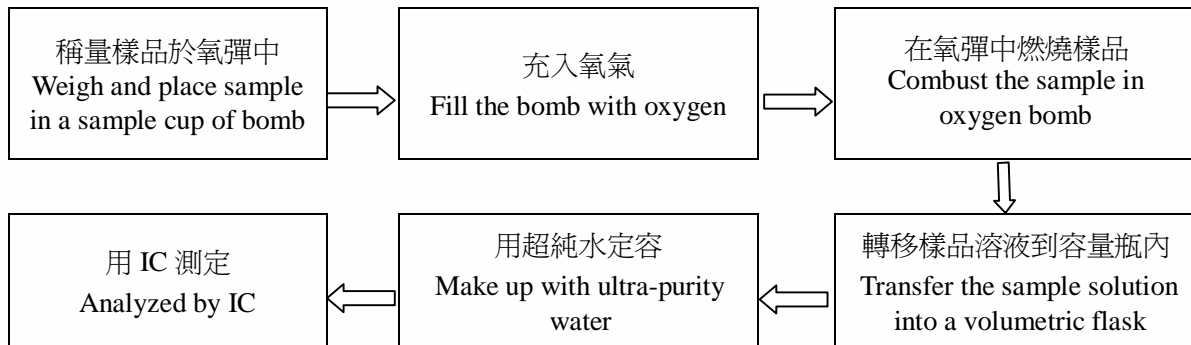 稱量樣品於氧彈中
Weigh and place sample
in a sample cup of bomb
充入氧氣
Fill the bomb with oxygen
在氧彈中燃燒樣品
Combust the sample in
oxygen bomb
轉移樣品溶液到容量瓶內
Transfer the sample solution
into a volumetric flask
用超純水定容
Make up with ultra-purity
water
用 IC 測定
Analyzed by IC